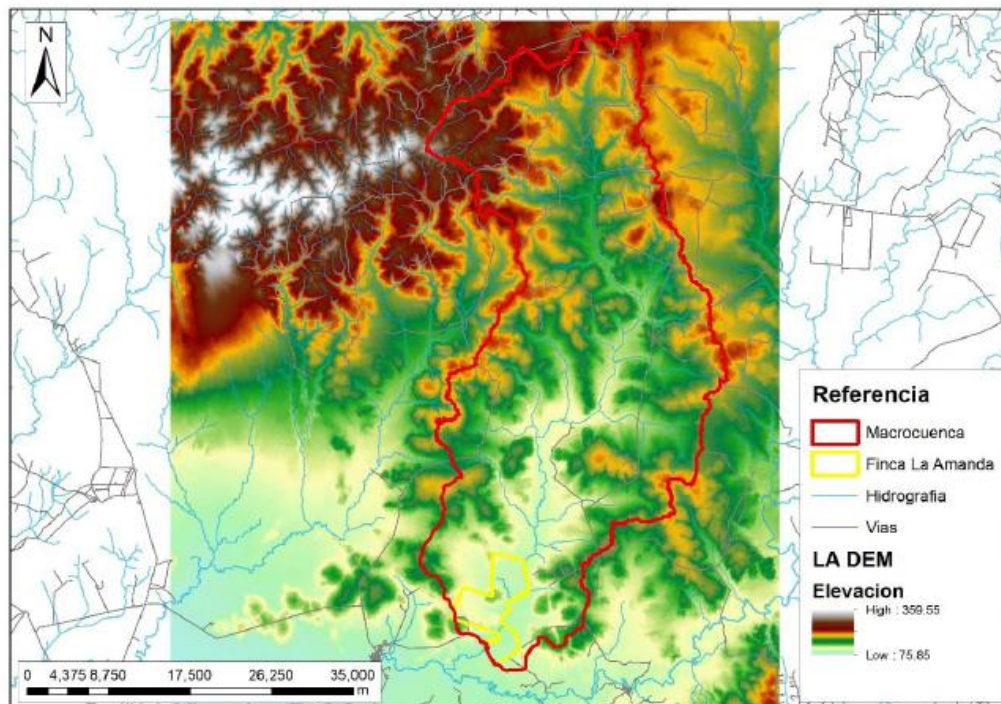 N
Referencia
Macrocuenca
Finca La Amanda
Hidrografia
Vias
LA DEM
Elevacion
High : 359.55
Low : 75.85
0 4,375 8,750 17,500 26,250 35,000
m